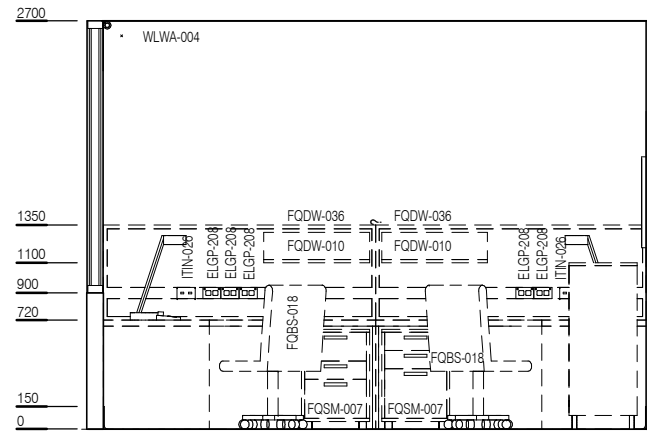 2700
WLWA-004
1350
FQDW-036
FQDW-036
FQDW-010
FQDW-010
1100
ITIN-026
ELGP-208
ELGP-208
ELGP-208
ELGP-208
ELGP-208
ITIN-026
900
720
FQBS-018
FQBS-018
150
FQSM-007
FQSM-007
0